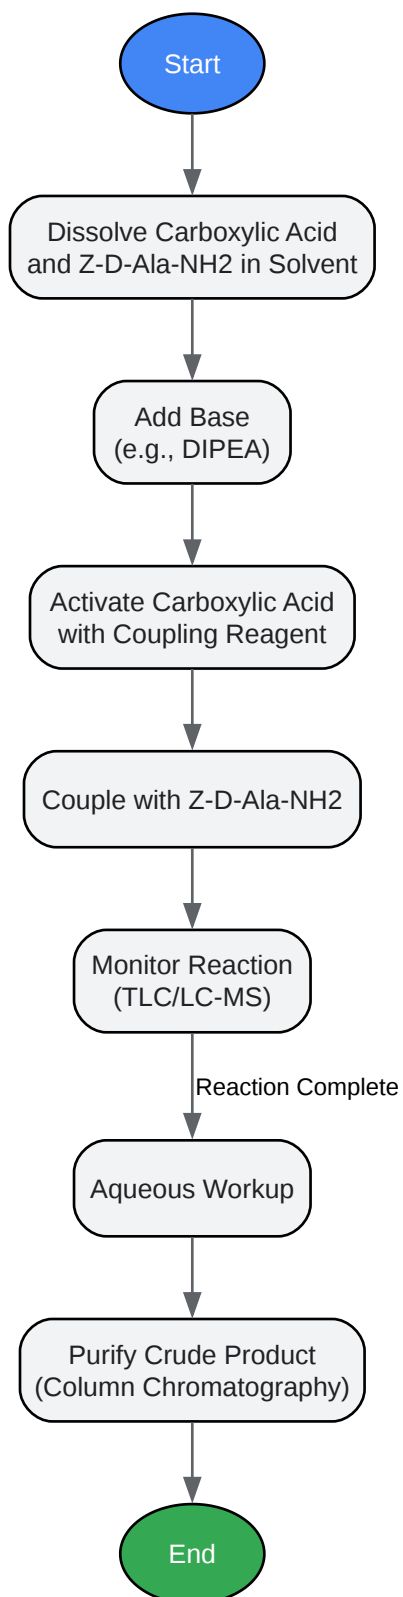 Start
Dissolve Carboxylic Acid
and Z-D-Ala-NH2 in Solvent
Add Base
(e.g., DIPEA)
Activate Carboxylic Acid
with Coupling Reagent
Couple with Z-D-Ala-NH2
Monitor Reaction
(TLC/LC-MS)
Reaction Complete
Aqueous Workup
Purify Crude Product
(Column Chromatography)
End